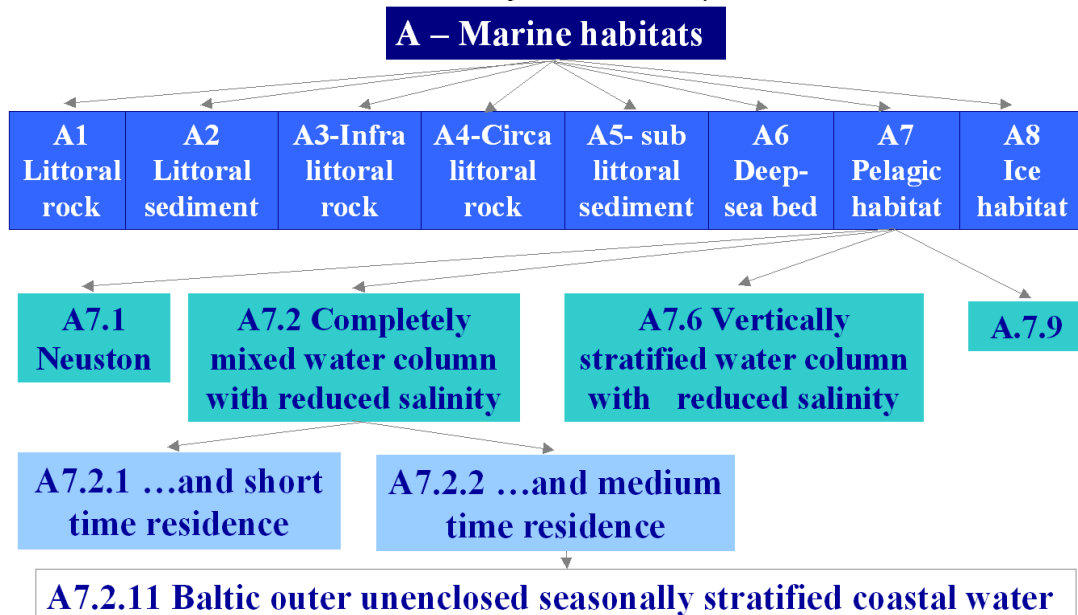 A – Marine habitats
A1
Littoral
rock
A2
Littoral
sediment
A3-Infra
littoral
rock
A4-Circa
littoral
rock
A5- sub
littoral
sediment
A6
Deep-
sea bed
A7
Pelagic
habitat
A8
Ice
habitat
A7.1
Neuston
A7.2 Completely
mixed water column
with reduced salinity
A7.6 Vertically
stratified water column
with reduced salinity
A.7.9
A7.2.1 …and short
time residence
A7.2.2 …and medium
time residence
A7.2.11 Baltic outer unenclosed seasonally stratified coastal water